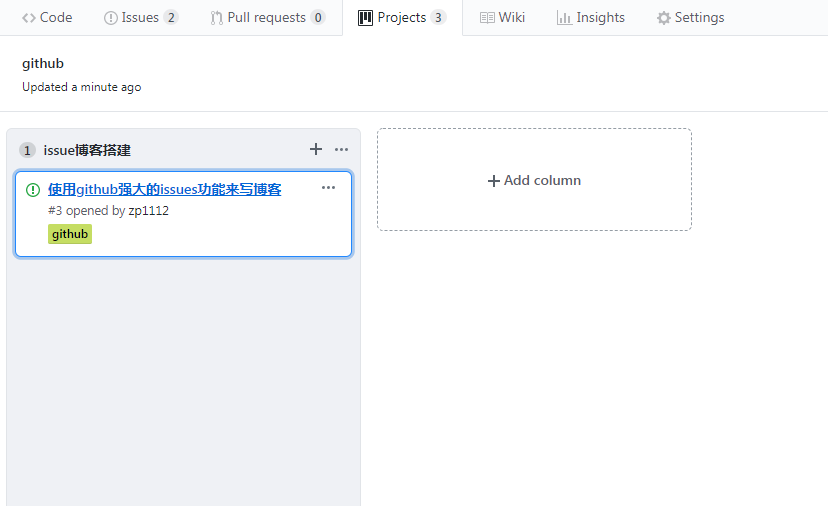 Code Issues 2 Pull requests 0 Projects 3 Wiki Insights Settings
github
Updated a minute ago
1 issue博客搭建
使用github强大的issues功能来写博客
#3 opened by zp1112
github
Add column